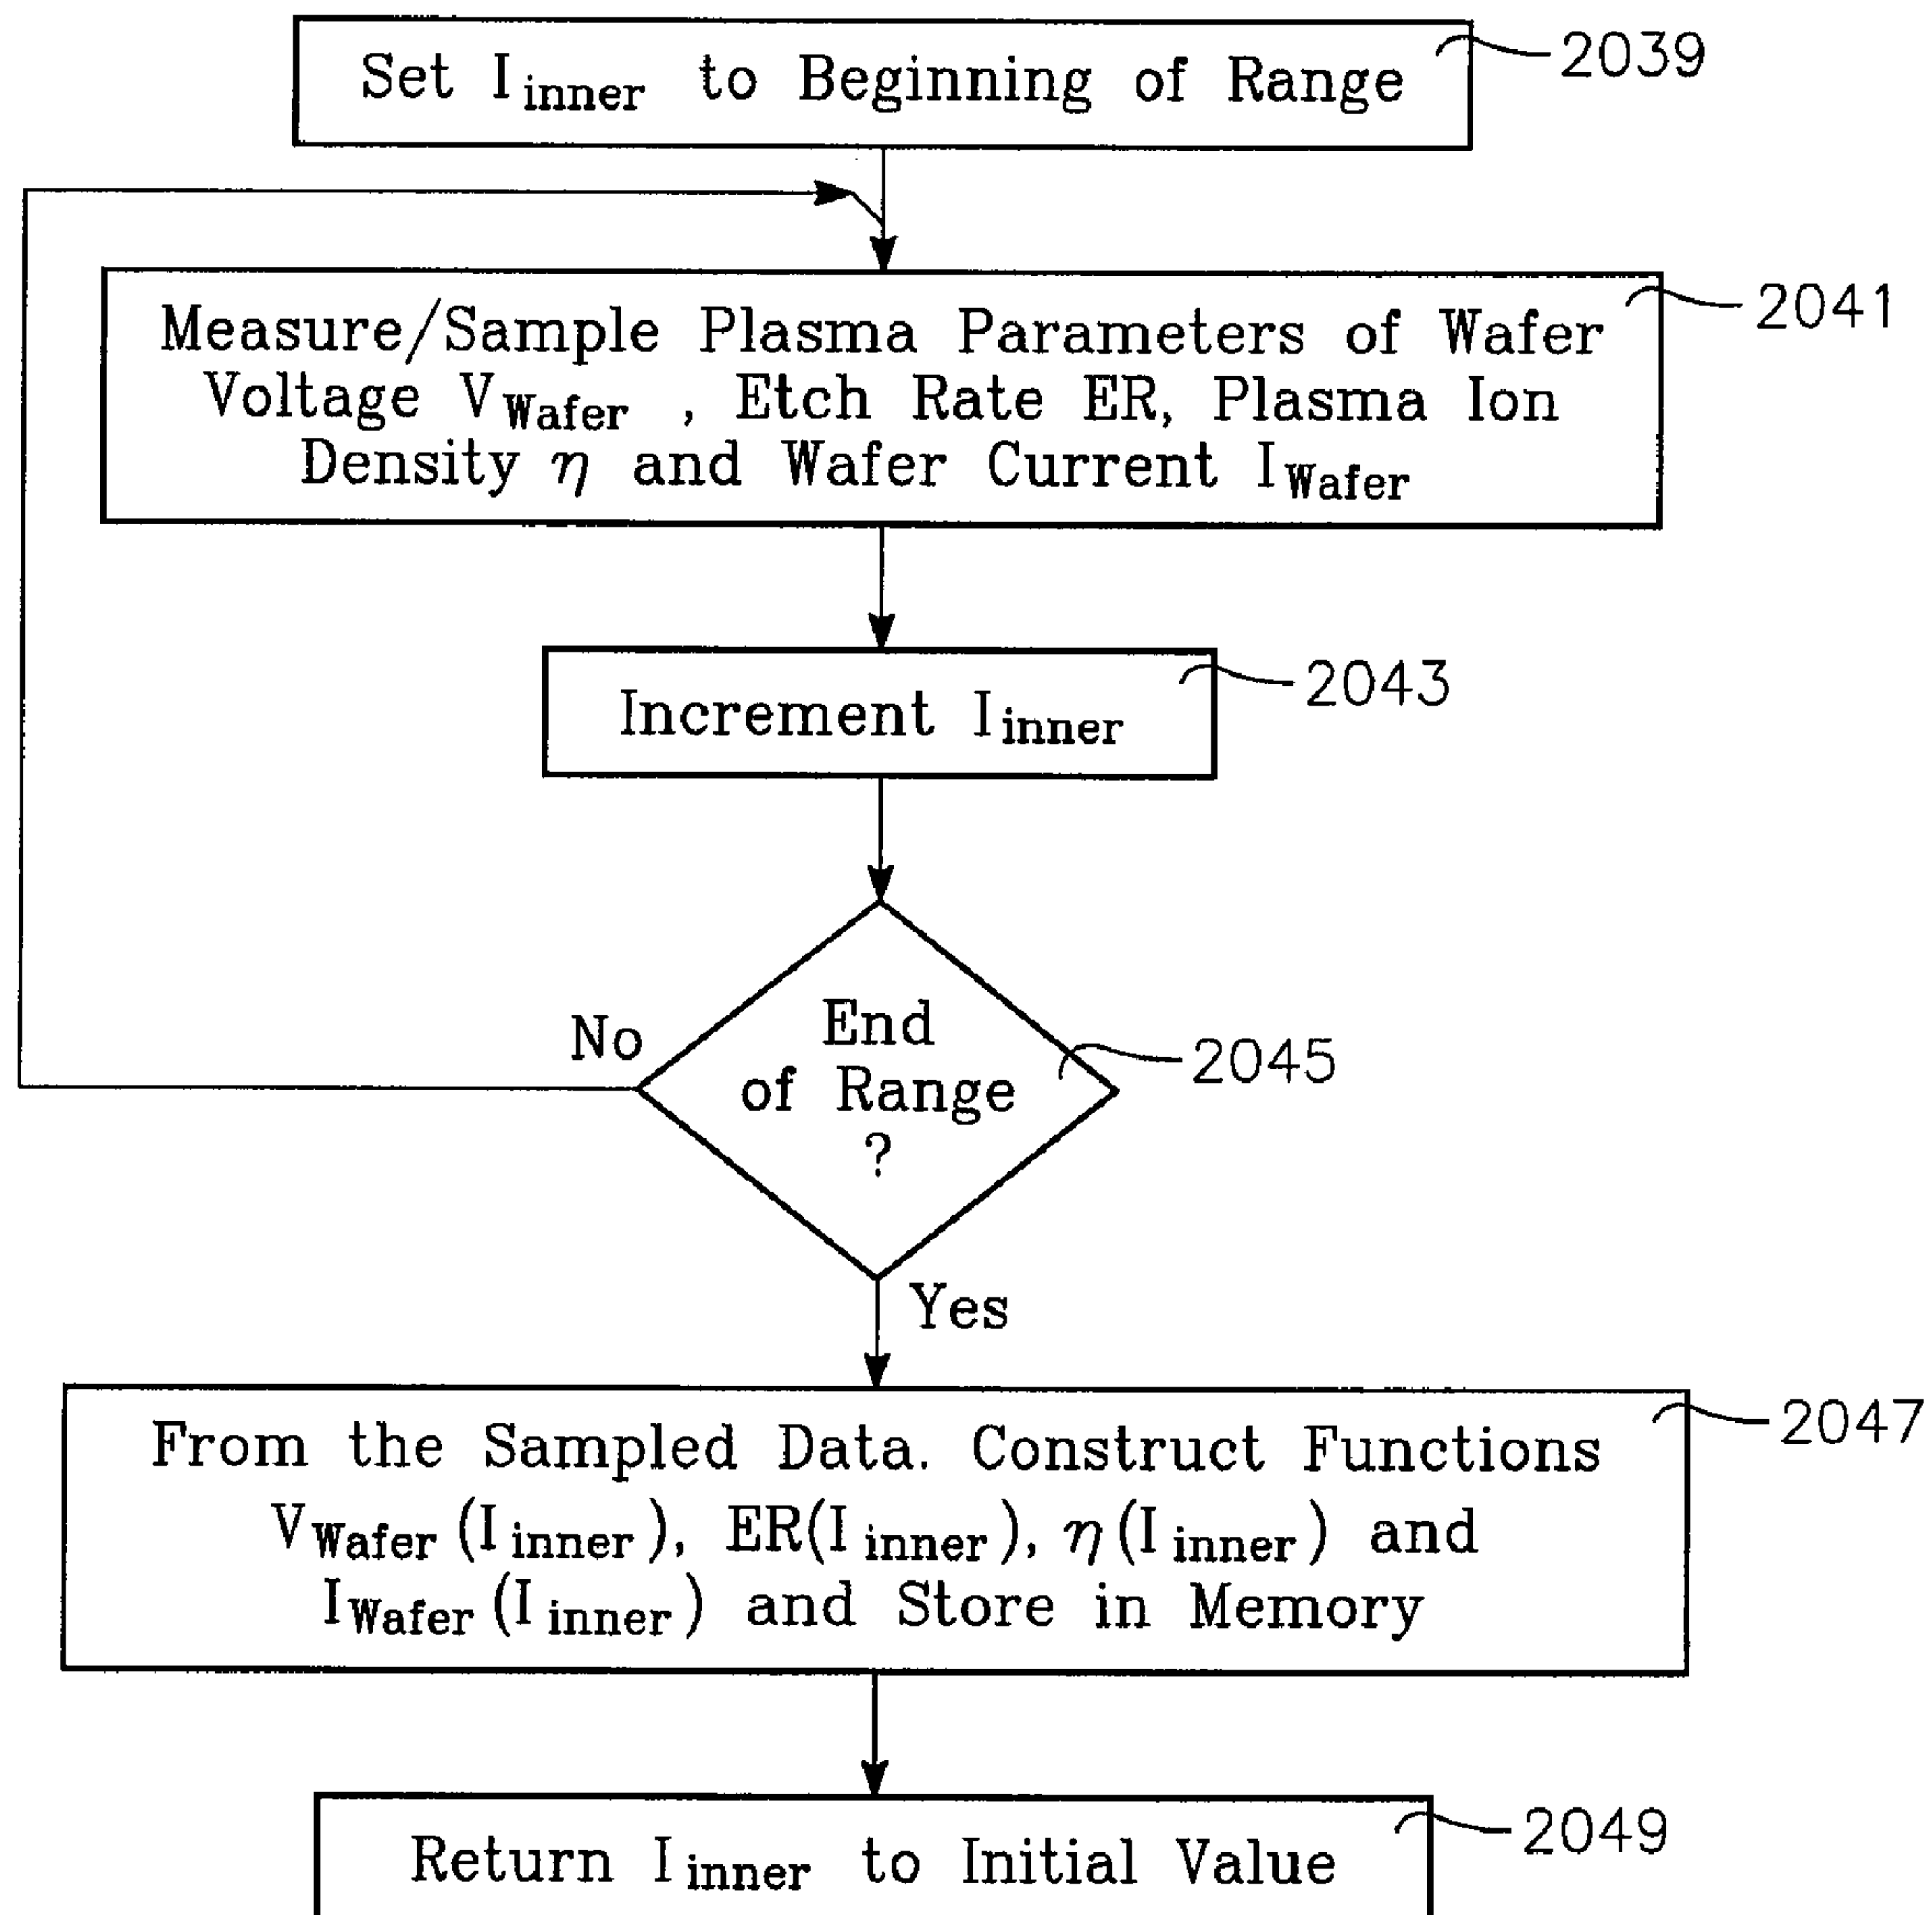 Set I inner to Beginning of Range
2039
Measure/Sample Plasma Parameters of Wafer
Voltage V Wafer , Etch Rate ER, Plasma Ion
Density η and Wafer Current I Wafer
2041
Increment I inner
2043
End
of Range
?
2045
No
Yes
From the Sampled Data. Construct Functions
V Wafer (I inner), ER(I inner), η(I inner) and
I Wafer (I inner) and Store in Memory
2047
Return I inner to Initial Value
2049